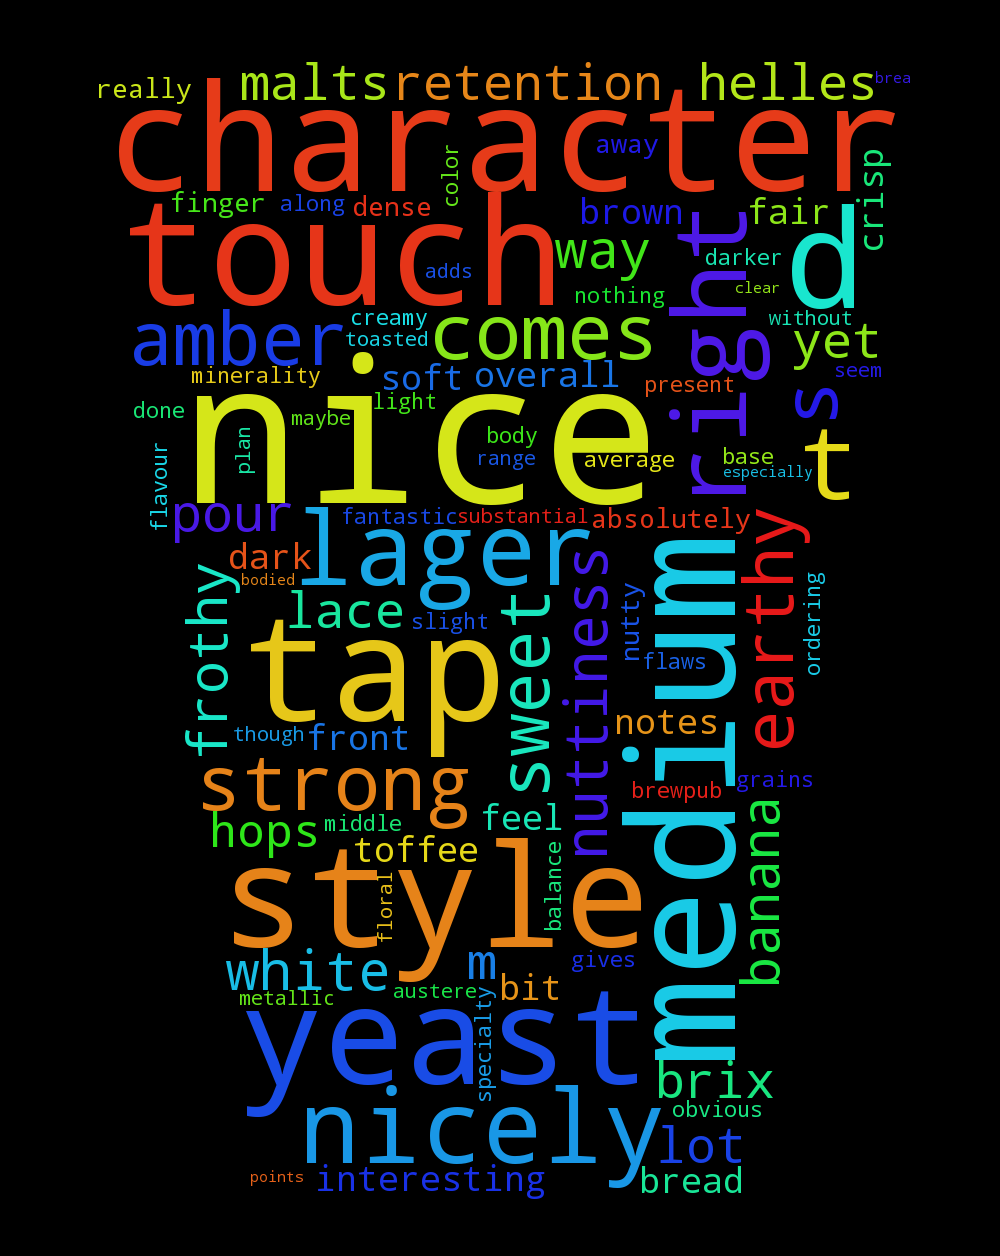 malts retention helles brea
really
character
away
color
crisp
finger along dense brown fair
touch
right
d
way
darker
adds
clear
nothing
creamy
without
amber
toasted
comes
yet
minerality
soft overall
seem
present
nice
light
s
done
maybe
plan
body
t
flavour
range
average
base
especially
pour
fantastic substantial absolutely
lager
medium
earthy
dark
bodied
frothy
nuttiness
sweet
nutty
ordering
lace
slight
tap
flaws
notes
though front
strong
grains
brewpub
hops middle feel
banana
toffee
balance
style
floral
white
m
gives
bit
metallic
austere
specialty
yeast
brix
obvious
nicely
lot
points interesting bread